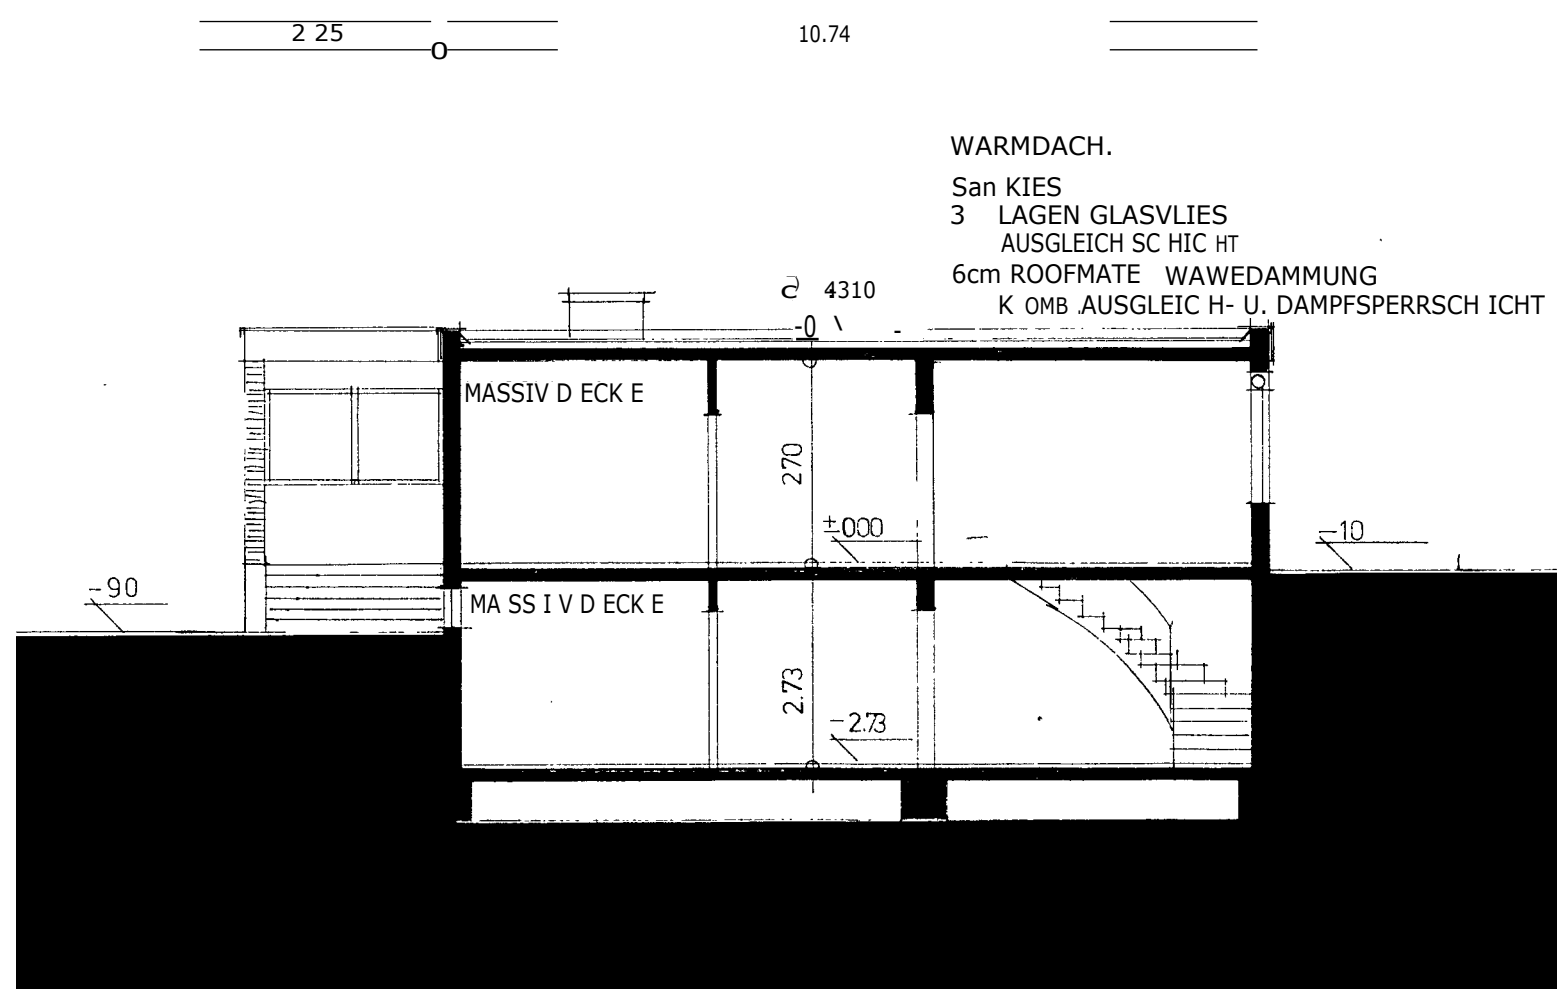 2 25
O
10.74
WARMDACH.
San KIES
3 LAGEN GLASVLIES
AUSGLEICH SC HIC HT
6cm ROOFMATE WAWEDAMMUNG
K OMB .AUSGLEIC H- U. DAMPFSPERRSCH ICHT
4310
-0 \ -
MASSIV D ECK E
270
±000
-10
-90
MA SS I V D ECK E
2.73
-2.73